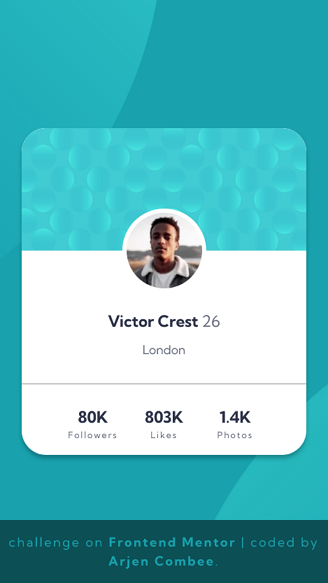 Victor Crest 26
London
80K 803K 1.4K
Followers Likes Photos
challenge on Frontend Mentor | coded by
Arjen Combee.